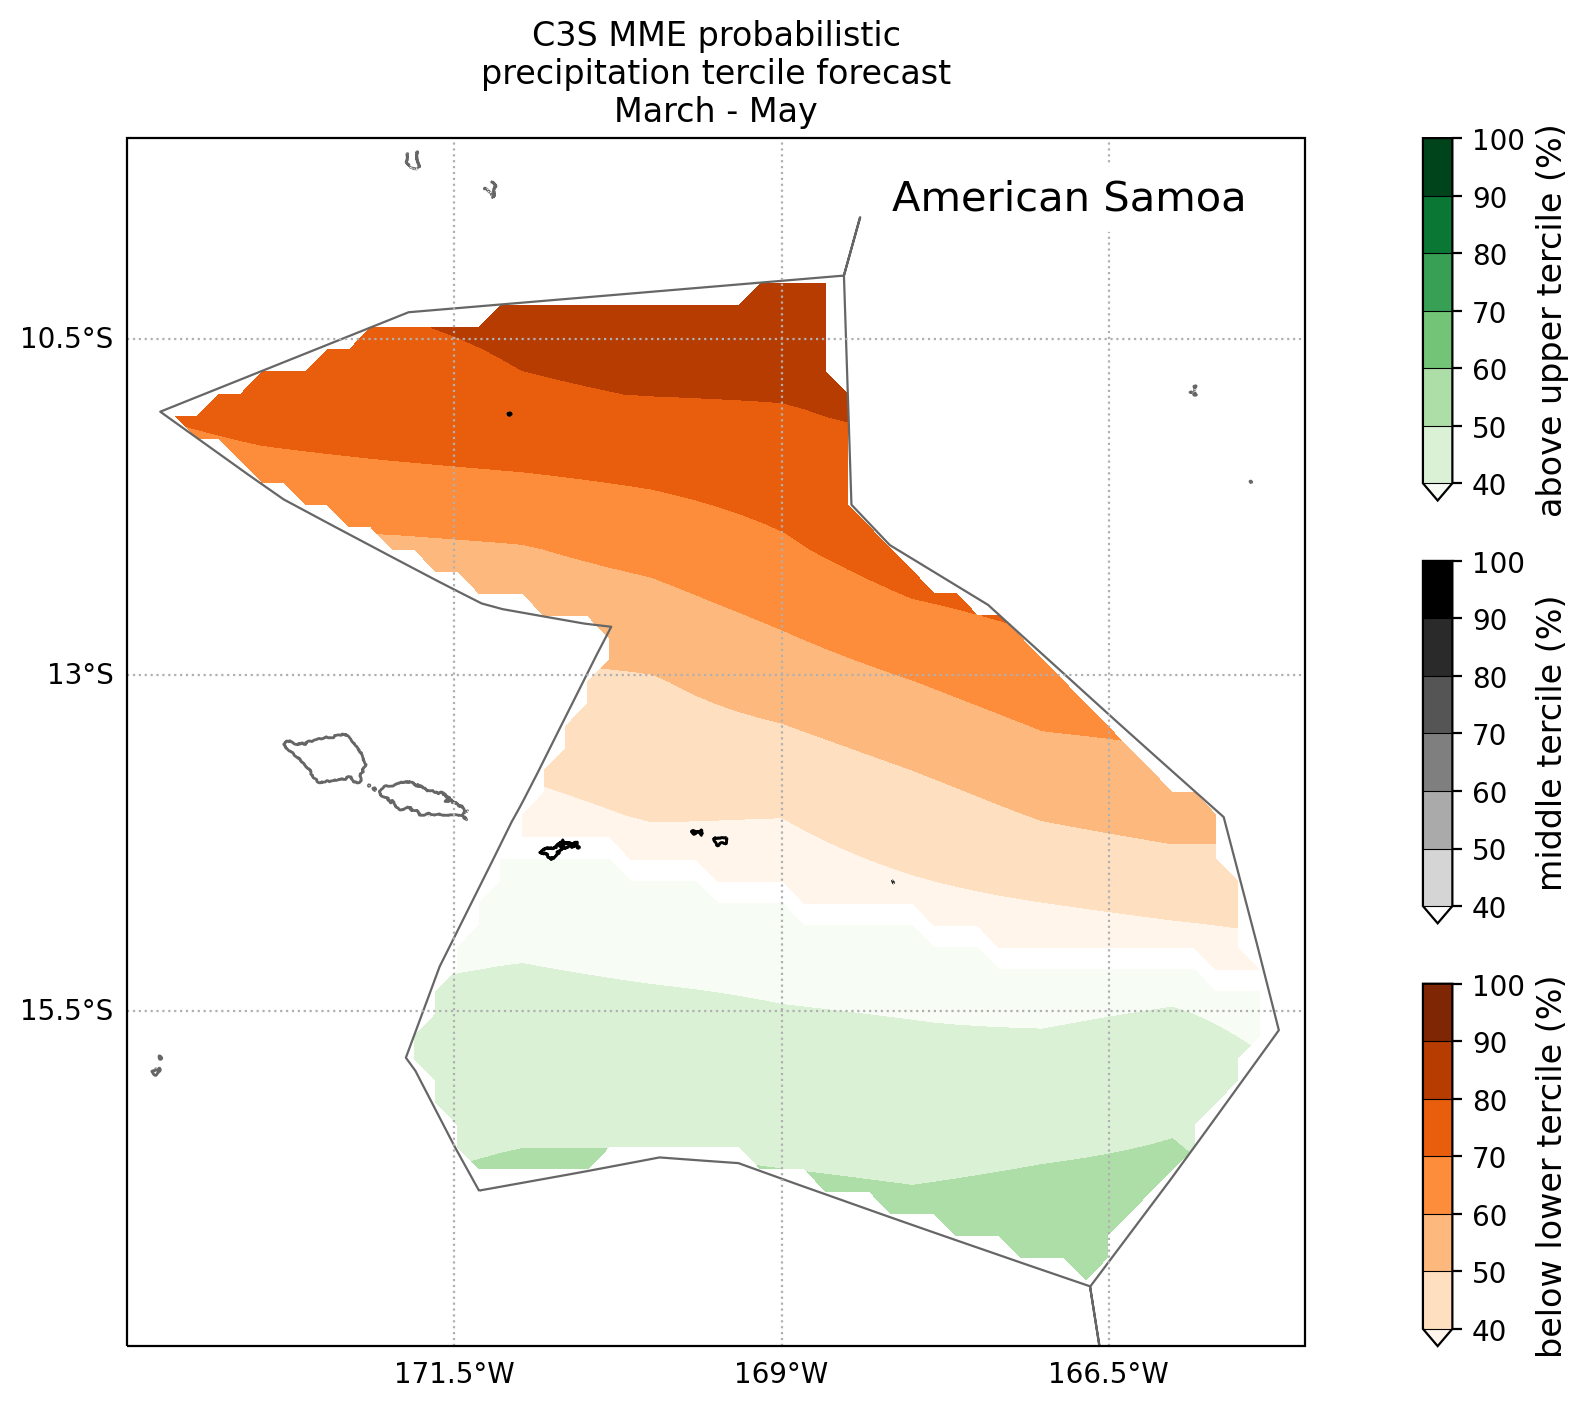 C3S MME probabilistic
precipitation tercile forecast
March - May
American Samoa
10.5°S
13°S
15.5°S
171.5°W
169°W
166.5°W
100
90
80
70
60
50
40
above upper tercile (%)
100
90
80
70
60
50
40
middle tercile (%)
100
90
80
70
60
50
40
below lower tercile (%)